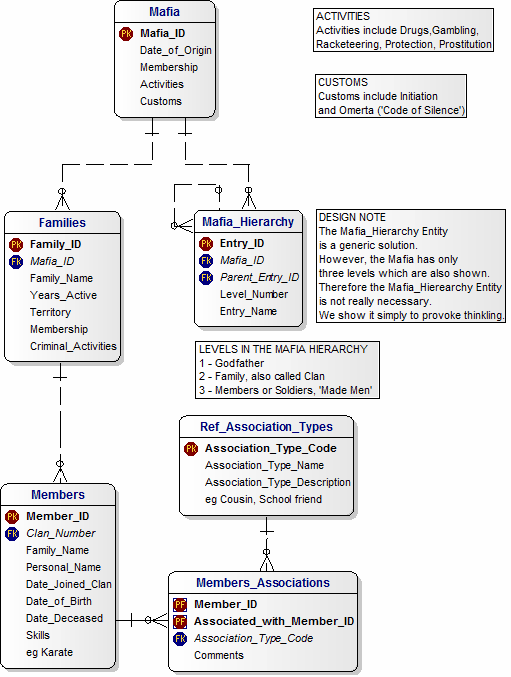 Mafia
PK Mafia_ID
Date_of_Origin
Membership
Activities
Customs
ACTIVITIES
Activities include Drugs,Gambling,
Racketeering, Protection, Prostitution
CUSTOMS
Customs include Initiation
and Omerta ('Code of Silence')
Families
PK Family_ID
FK Mafia_ID
Family_Name
Years_Active
Territory
Membership
Criminal_Activities
Mafia_Hierarchy
PK Entry_ID
FK Mafia_ID
FK Parent_Entry_ID
Level_Number
Entry_Name
DESIGN NOTE
The Mafia_Hierarchy Entity
is a generic solution.
However, the Mafia has only
three levels which are also shown.
Therefore the Mafia_Hierearchy Entity
is not really necessary.
We show it simply to provoke thinkling.
LEVELS IN THE MAFIA HIERARCHY
1 - Godfather
2 - Family, also called Clan
3 - Members or Soldiers, 'Made Men'
Ref_Association_Types
PK Association_Type_Code
Association_Type_Name
Association_Type_Description
eg Cousin, School friend
Members
PK Member_ID
FK Clan_Number
Family_Name
Personal_Name
Date_Joined_Clan
Date_of_Birth
Date_Deceased
Skills
eg Karate
Members_Associations
PF Member_ID
PF Associated_with_Member_ID
FK Association_Type_Code
Comments